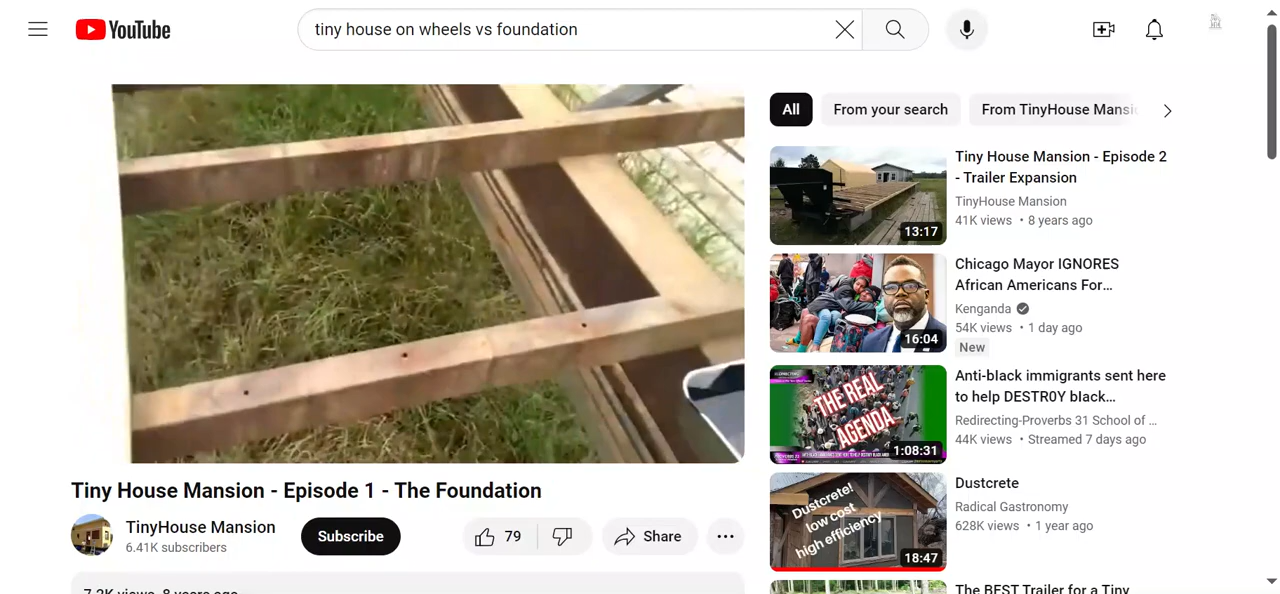 YouTube
tiny house on wheels vs foundation
All
From your search
From TinyHouse Mansi
Tiny House Mansion - Episode 2
- Trailer Expansion
TinyHouse Mansion
41K views • 8 years ago
13:17
Chicago Mayor IGNORES
African Americans For…
Kenganda
54K views • 1 day ago
New
16:04
Anti-black immigrants sent here
to help DESTR0Y black…
Redirecting-Proverbs 31 School of …
44K views • Streamed 7 days ago
THE REAL
AGENDA
1:08:31
Dustcrete
Radical Gastronomy
628K views • 1 year ago
Dustcrete!
low cost
high efficiency
18:47
The BEST Trailer for a Tiny
Tiny House Mansion - Episode 1 - The Foundation
TinyHouse Mansion
6.41K subscribers
Subscribe
79
Share
7.2K views 8 years ago